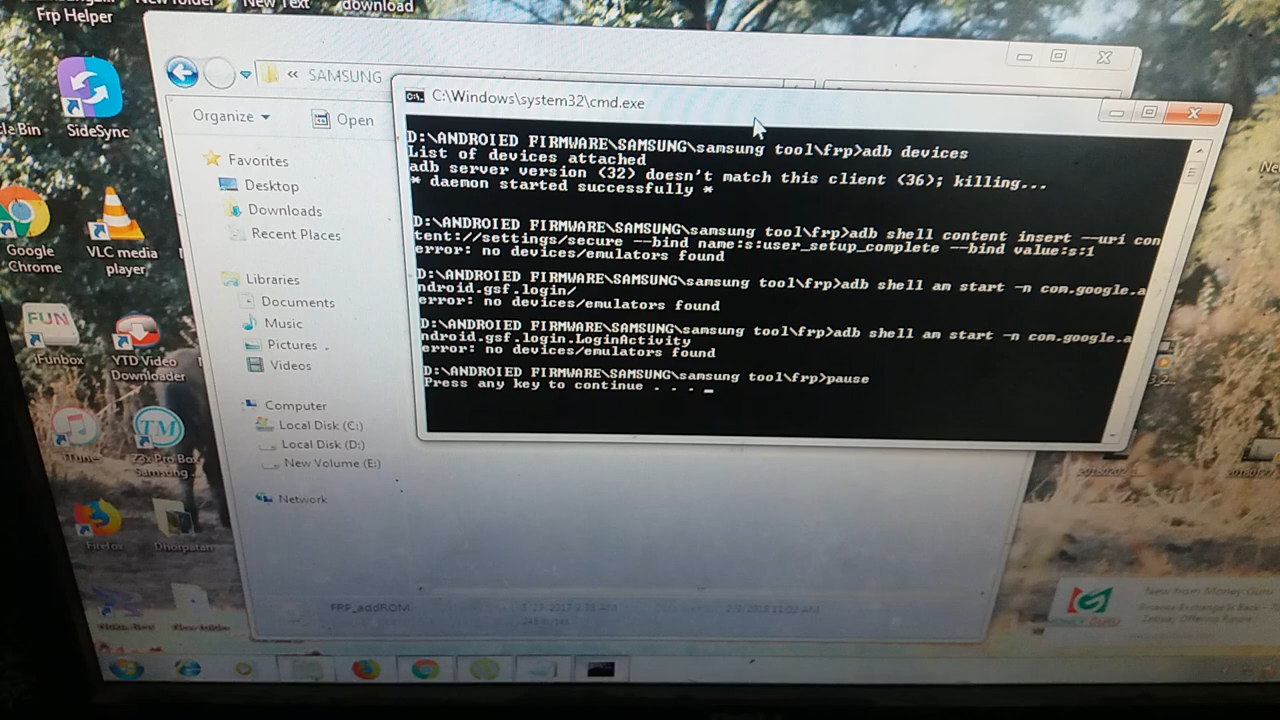 Frp Helper
download
SAMSUNG
SideSync
Organize
Open
Favorites
Desktop
Downloads
Recent Places
Libraries
Documents
Music
Pictures
Videos
Computer
Local Disk (C:)
Local Disk (D:)
New Volume (E:)
Network
Google Chrome
VLC media player
iFunbox
YTD Video Downloader
Firefox
Dhorpatan
C:\Windows\system32\cmd.exe
D:\ANDROIED FIRMWARE\SAMSUNG\samsung tool\frp>adb devices
List of devices attached
adb server version (32) doesn't match this client (36); killing...
* daemon started successfully *
D:\ANDROIED FIRMWARE\SAMSUNG\samsung tool\frp>adb shell content insert --uri con
tent://settings/secure --bind name:s:user_setup_complete --bind value:s:1
error: no devices/emulators found
D:\ANDROIED FIRMWARE\SAMSUNG\samsung tool\frp>adb shell am start -n com.google.a
ndroid.gsf.login/
error: no devices/emulators found
D:\ANDROIED FIRMWARE\SAMSUNG\samsung tool\frp>adb shell am start -n com.google.a
ndroid.gsf.login.LoginActivity
error: no devices/emulators found
D:\ANDROIED FIRMWARE\SAMSUNG\samsung tool\frp>pause
Press any key to continue . . .
FRP_addROM
New from Money Guru